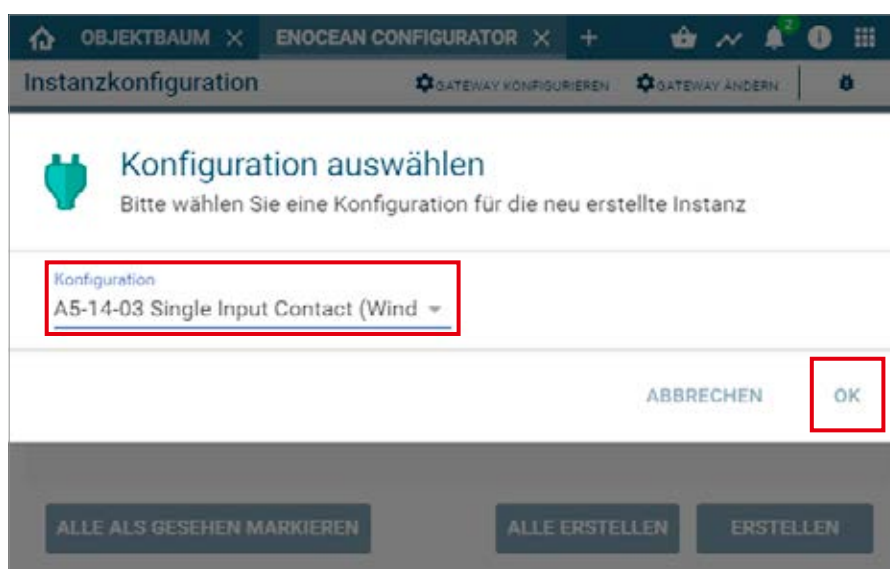 OBJEKTBAUM × ENOCEAN CONFIGURATOR × + 2
Instanzkonfiguration GATEWAY KONFIGURIEREN GATEWAY ÄNDERN
Konfiguration auswählen
Bitte wählen Sie eine Konfiguration für die neu erstellte Instanz
Konfiguration
A5-14-03 Single Input Contact (Wind
ABBRECHEN OK
ALLE ALS GESEHEN MARKIEREN ALLE ERSTELLEN ERSTELLEN